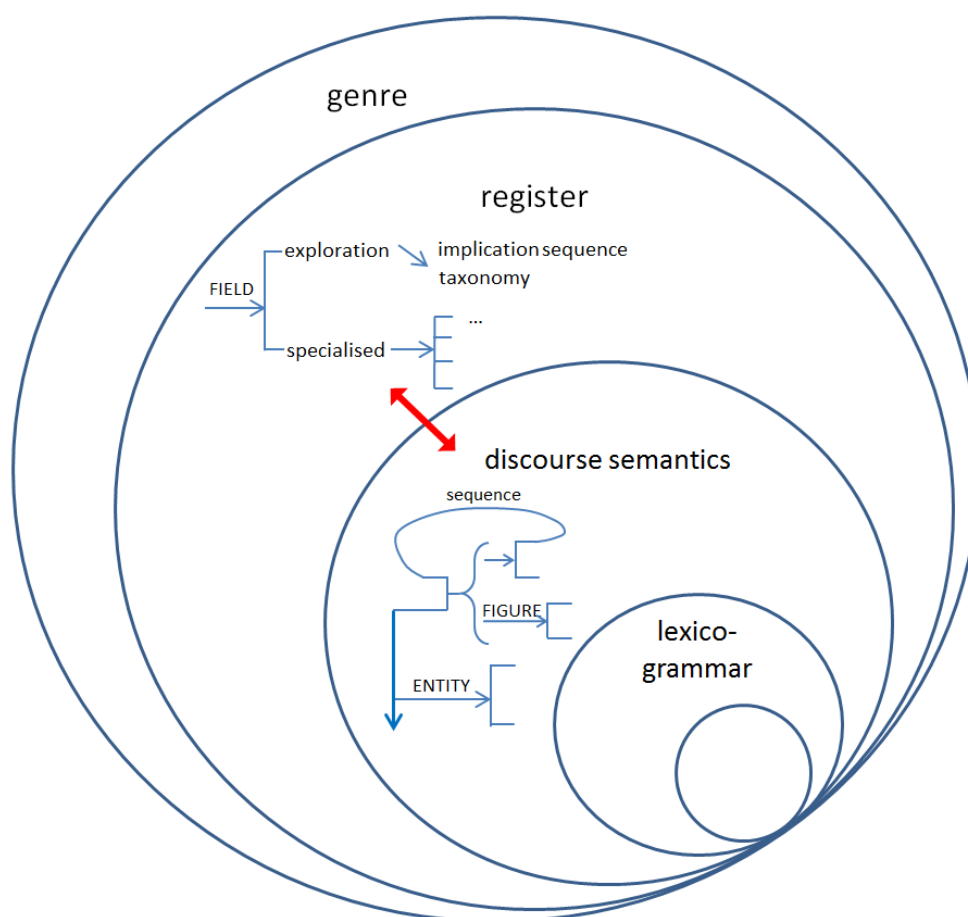 genre
register
exploration
implication sequence
taxonomy
FIELD
specialised
...
discourse semantics
sequence
FIGURE
ENTITY
lexico-
grammar